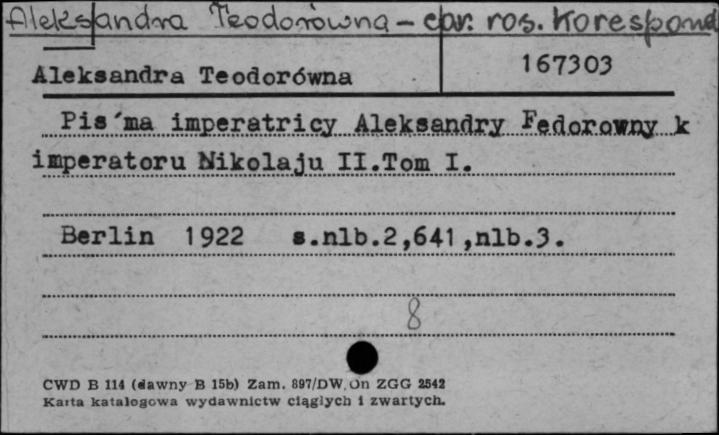 Aleksandra Teodorówna - car. ros. Korespond
Aleksandra Teodorówna
167303
Pis´ma imperatricy Aleksandry Fedorowny k
imperatoru Nikolaju II.Tom I.
Berlin 1922 s.nlb.2,641,nlb.3.
8
CWD B 114 (dawny B 15b) Zam. 897/DW. Dn ZGG 2542
Karta katalogowa wydawnictw ciągłych i zwartych.